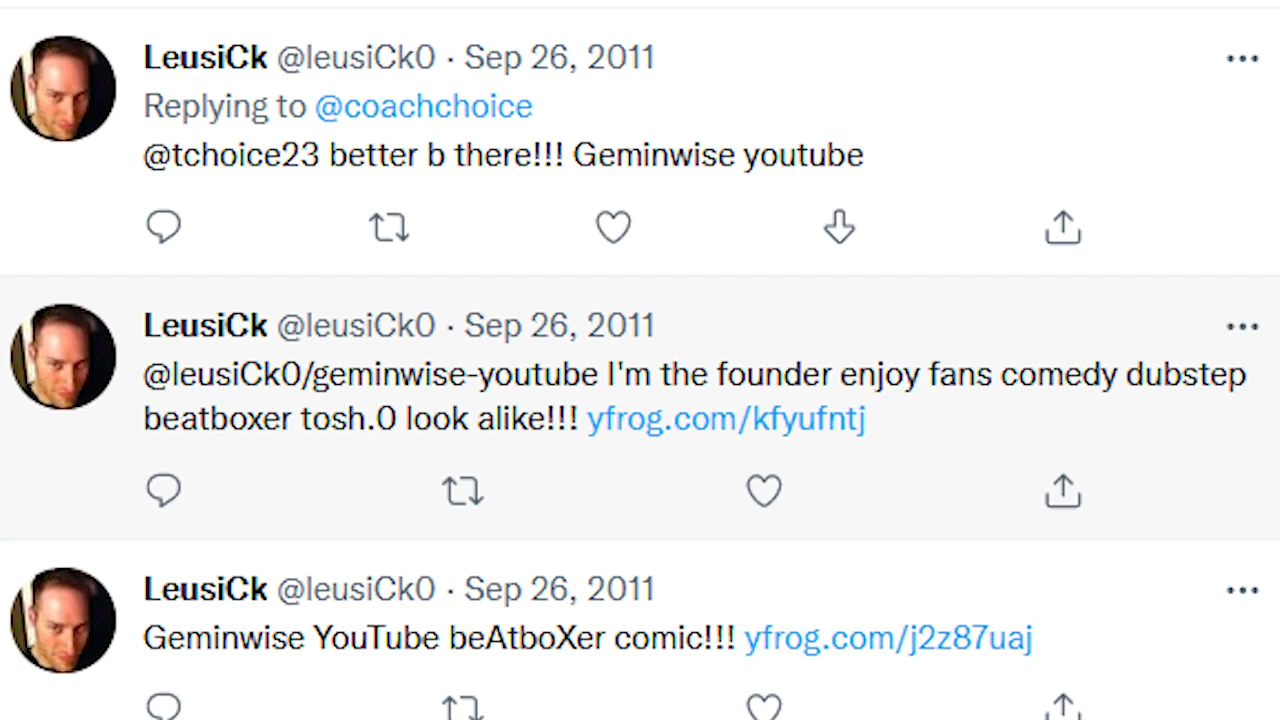 LeusiCk @leusiCk0 · Sep 26, 2011
Replying to @coachchoice
@tchoice23 better b there!!! Geminwise youtube
LeusiCk @leusiCk0 · Sep 26, 2011
@leusiCk0/geminwise-youtube I'm the founder enjoy fans comedy dubstep
beatboxer tosh.0 look alike!!! yfrog.com/kfyufntj
LeusiCk @leusiCk0 · Sep 26, 2011
Geminwise YouTube beAtboXer comic!!! yfrog.com/j2z87uaj